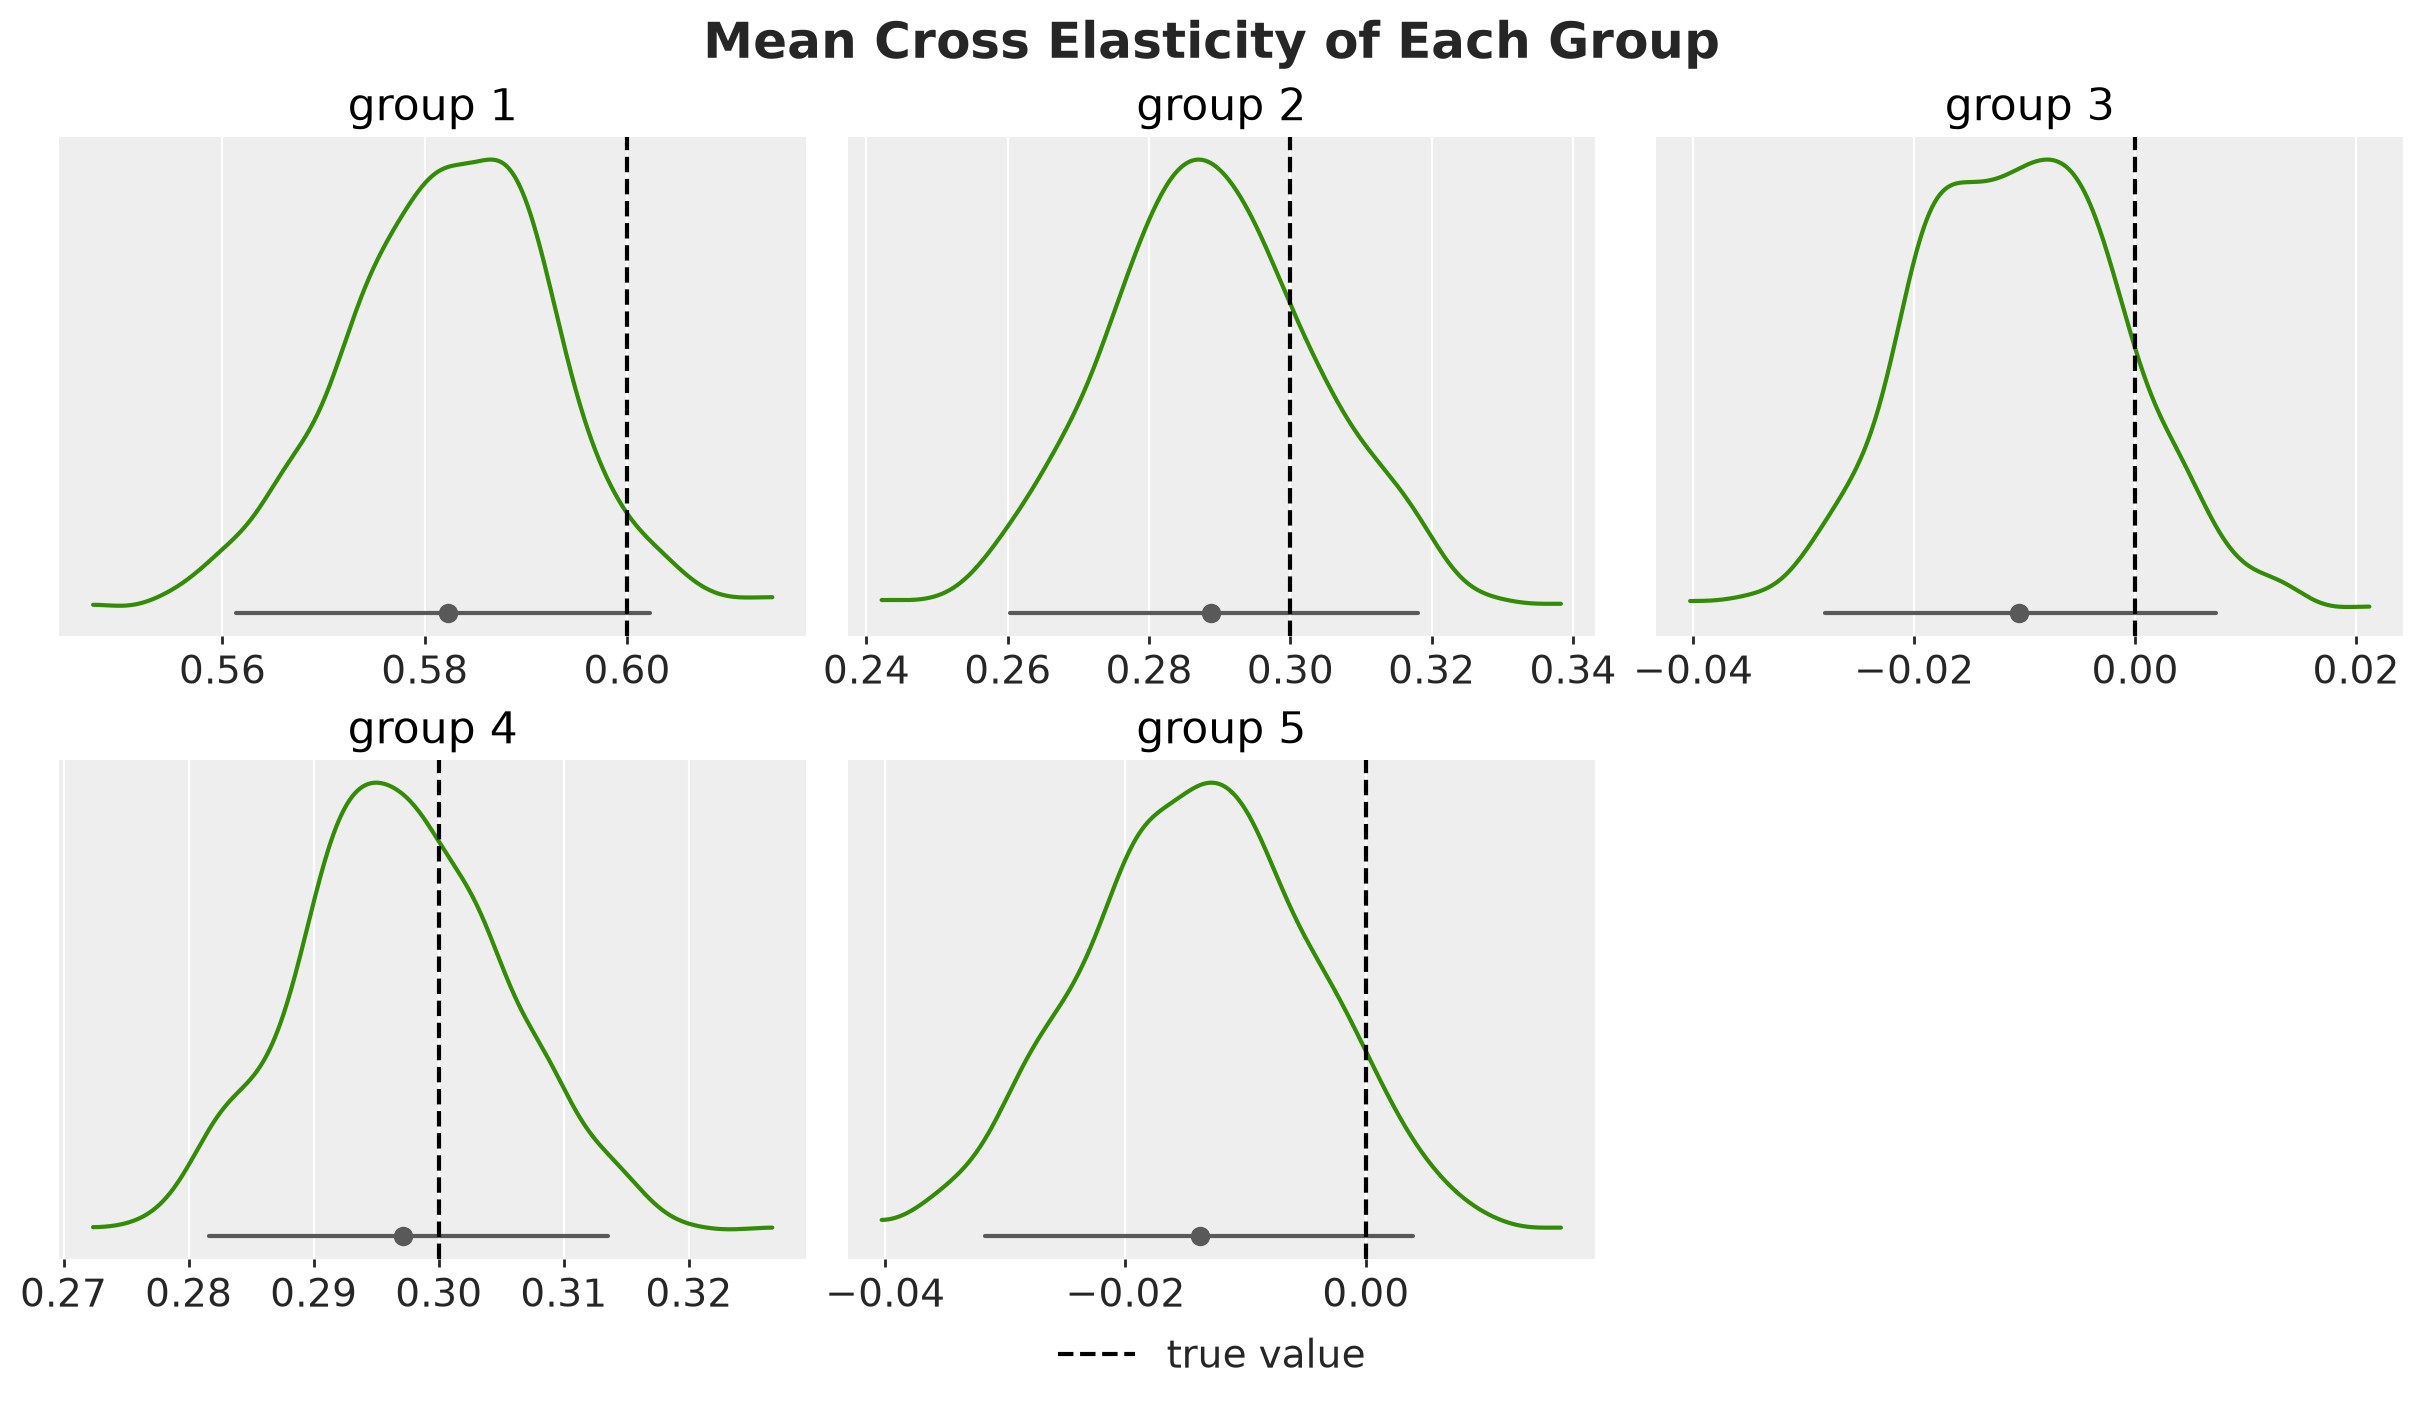 Mean Cross Elasticity of Each Group
group 1
group 2
group 3
0.56 0.58 0.60
0.24 0.26 0.28 0.30 0.32 0.34
−0.04 −0.02 0.00 0.02
group 4
group 5
0.27 0.28 0.29 0.30 0.31 0.32
−0.04 −0.02 0.00
true value